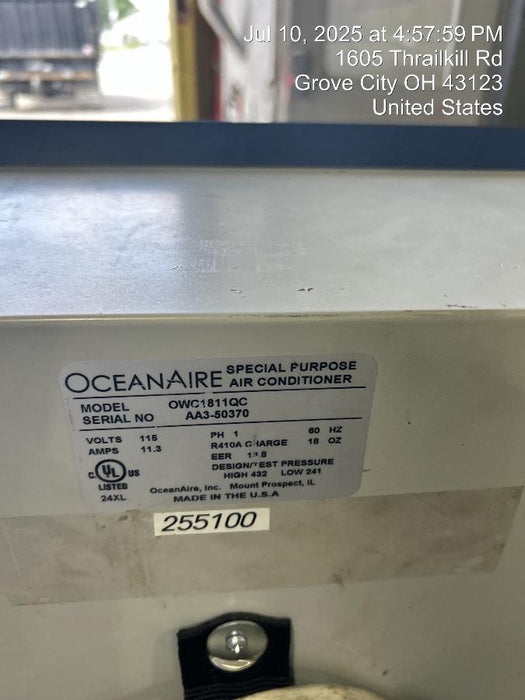 Jul 10, 2025 at 4:57:59 PM
1605 Thrailkill Rd
Grove City OH 43123
United States
OCEANAIRE SPECIAL PURPOSE AIR CONDITIONER
MODEL OWC1811QC
SERIAL NO AA3-50370
VOLTS 115 PH 1 60 HZ
AMPS 11.3 R410A C ARGE 18 OZ
EER
DESIGN/TEST PRESSURE
HIGH 432 LOW 241
c UL US
LISTED
24XL
OceanAire, Inc. Mount Prospect, IL
MADE IN THE U.S.A
255100